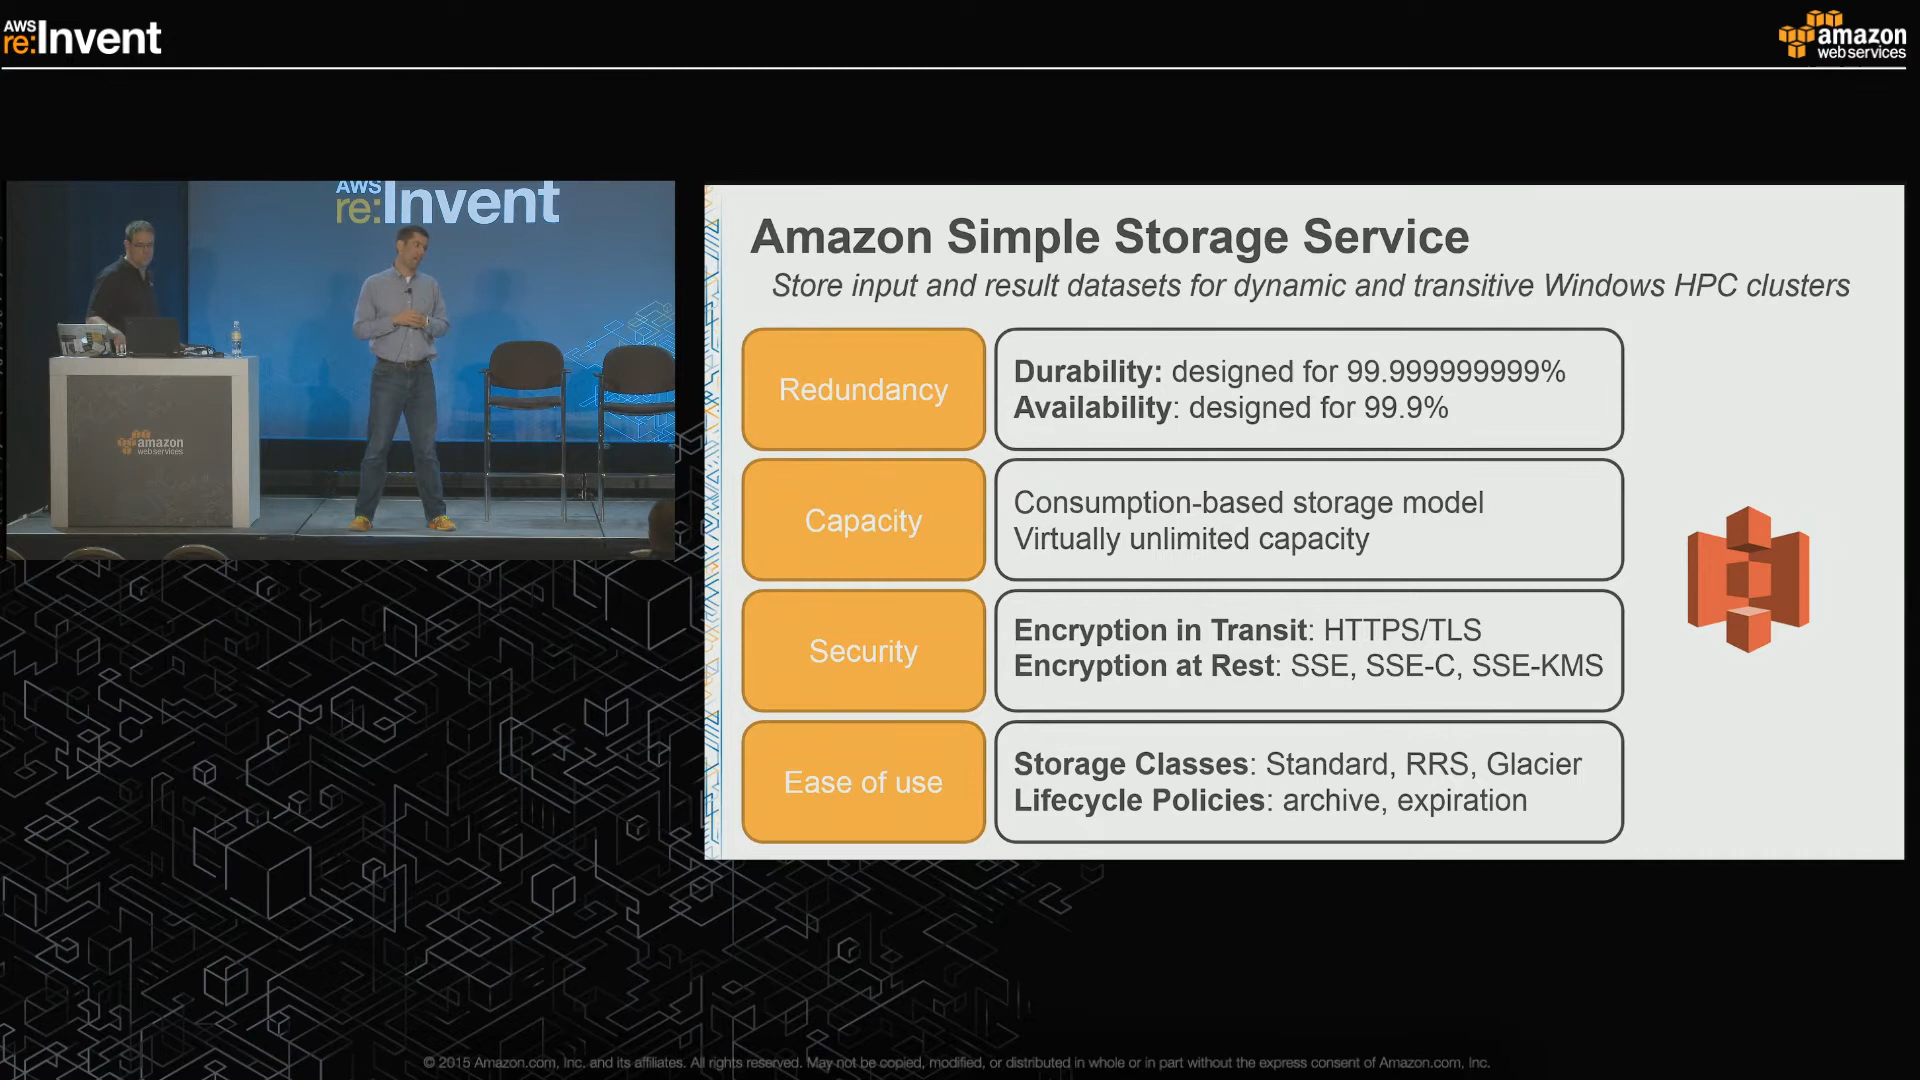 AWS
re:Invent
amazon
web services
AWS
re:Invent
amazon
web services
Amazon Simple Storage Service
Store input and result datasets for dynamic and transitive Windows HPC clusters
Redundancy
Durability: designed for 99.999999999%
Availability: designed for 99.9%
Capacity
Consumption-based storage model
Virtually unlimited capacity
Security
Encryption in Transit: HTTPS/TLS
Encryption at Rest: SSE, SSE-C, SSE-KMS
Ease of use
Storage Classes: Standard, RRS, Glacier
Lifecycle Policies: archive, expiration
© 2015 Amazon.com, Inc. and its affiliates. All rights reserved. May not be copied, modified, or distributed in whole or in part without the express consent of Amazon.com, Inc.